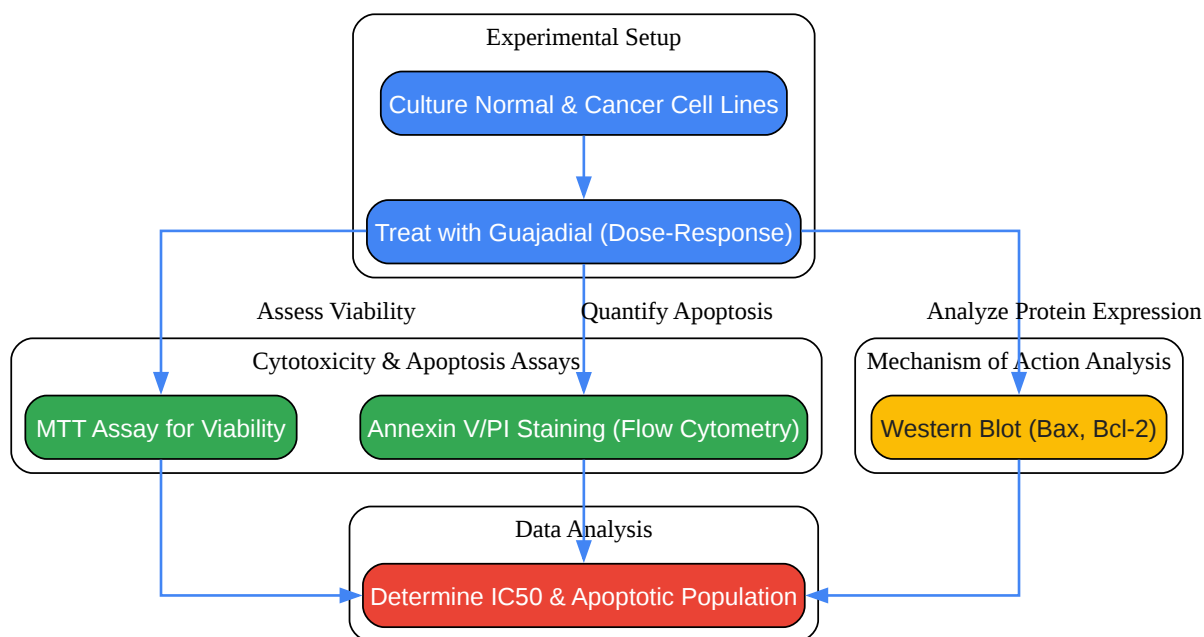 Experimental Setup
Culture Normal & Cancer Cell Lines
Treat with Guajadial (Dose-Response)
Assess Viability
Quantify Apoptosis
Analyze Protein Expression
Cytotoxicity & Apoptosis Assays
Mechanism of Action Analysis
MTT Assay for Viability
Annexin V/PI Staining (Flow Cytometry)
Western Blot (Bax, Bcl-2)
Data Analysis
Determine IC50 & Apoptotic Population